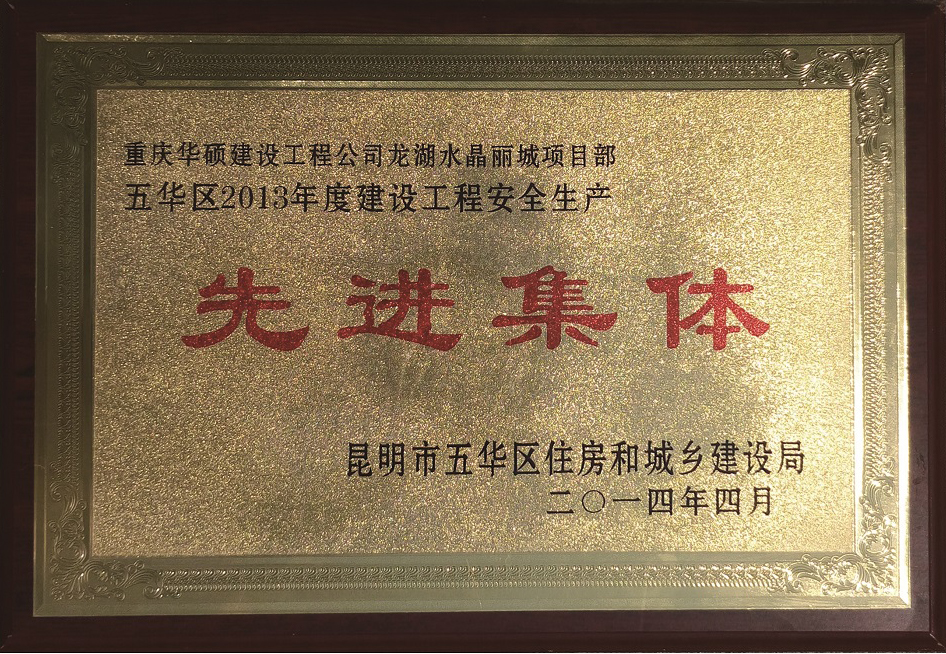 重庆华硕建设工程公司龙湖水晶丽城项目部
五华区2013年度建设工程安全生产
先进集体
昆明市五华区住房和城乡建设局
二〇一四年四月